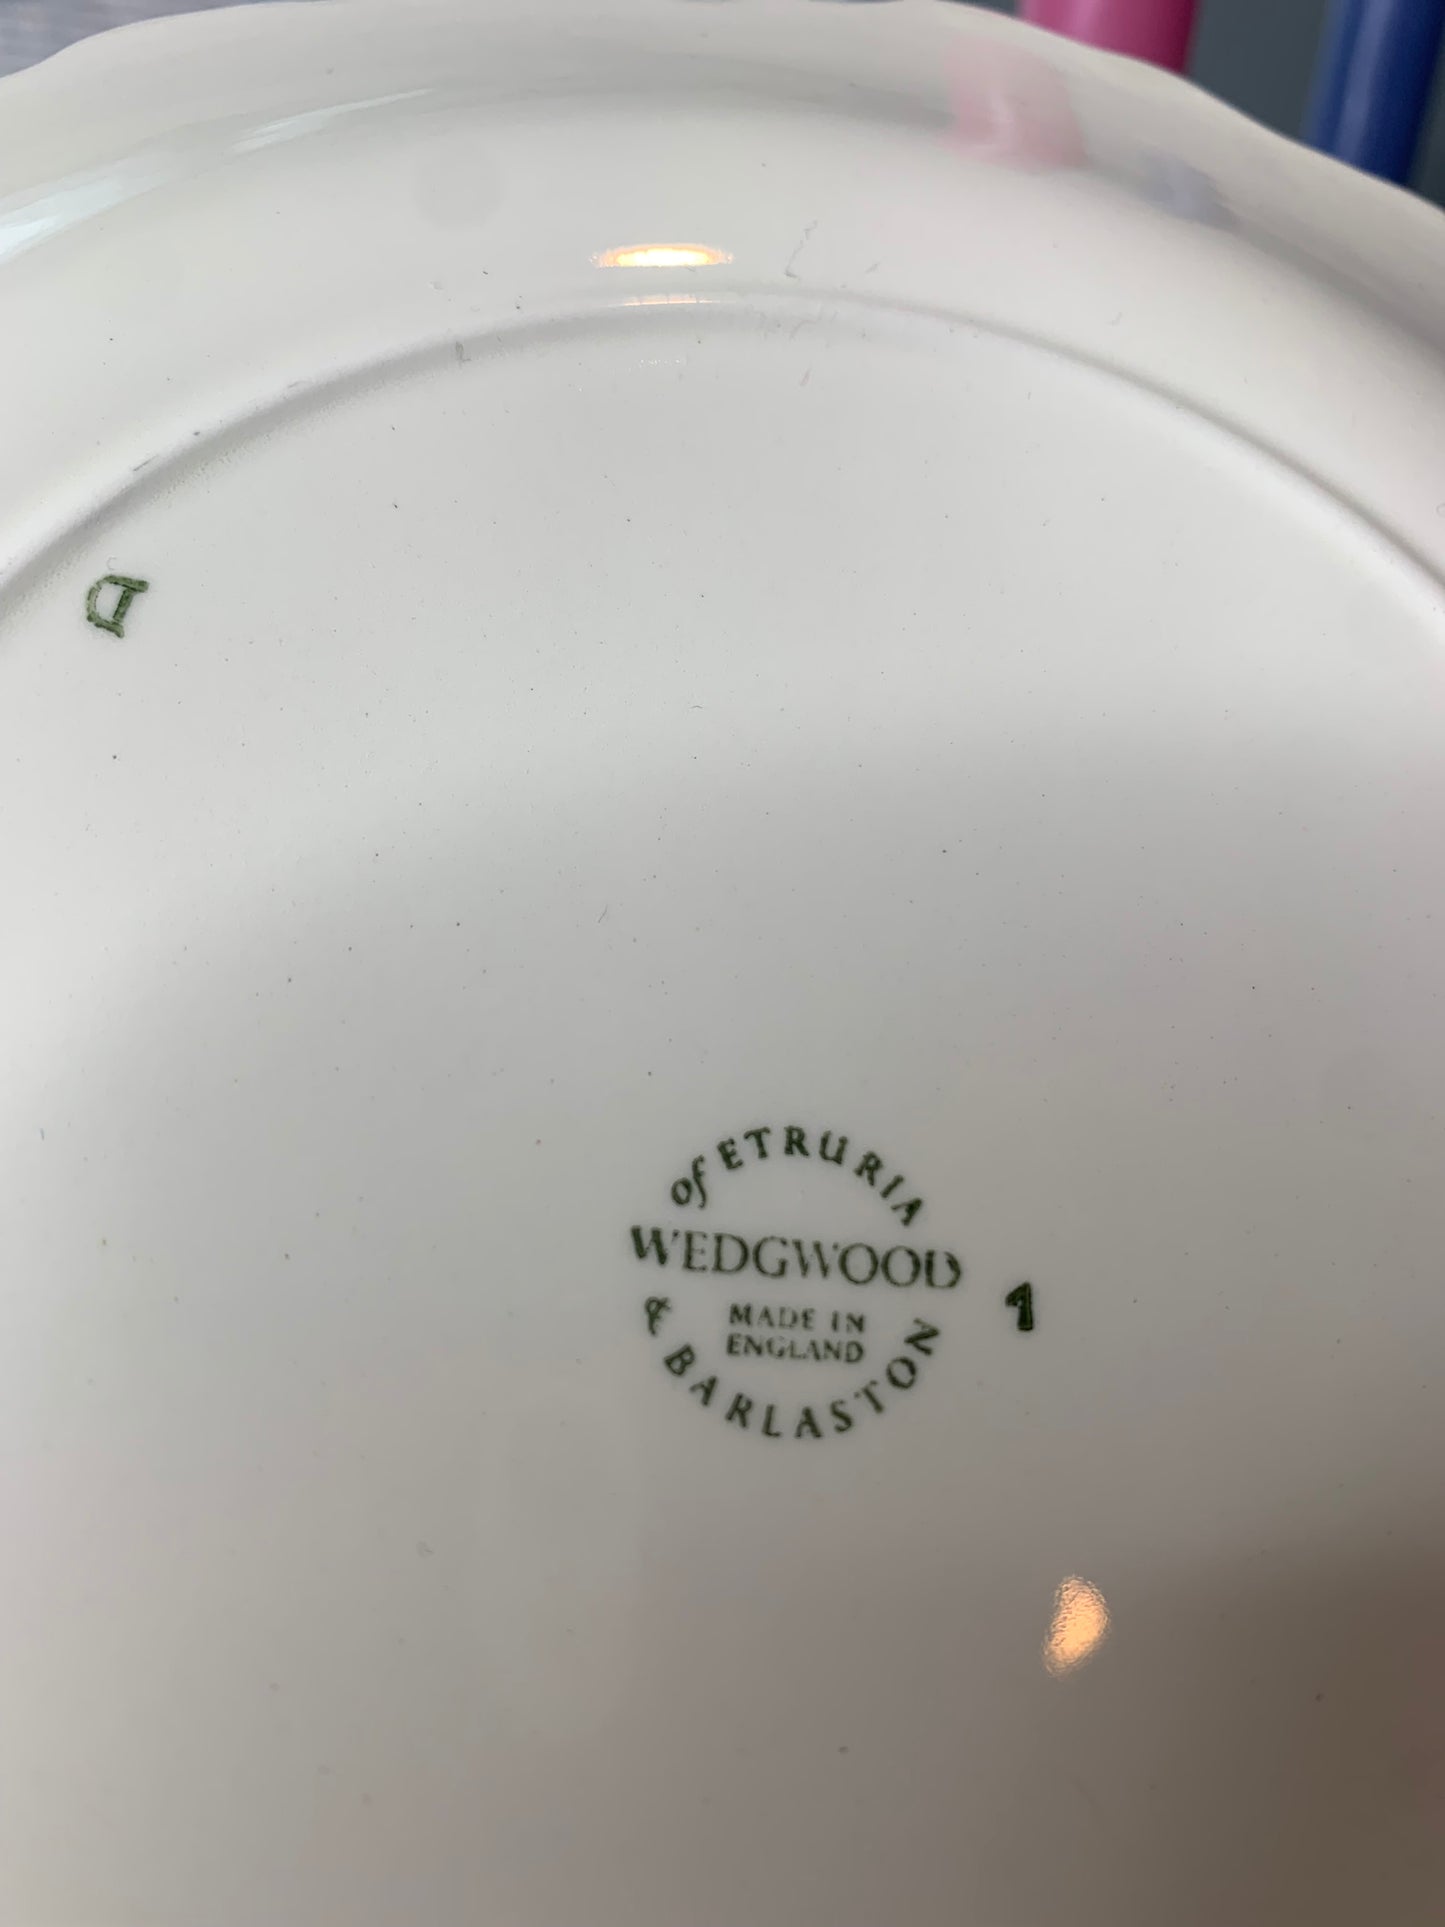 D
of ETRURIA
WEDGWOOD
MADE IN
ENGLAND
& BARLASTON
1